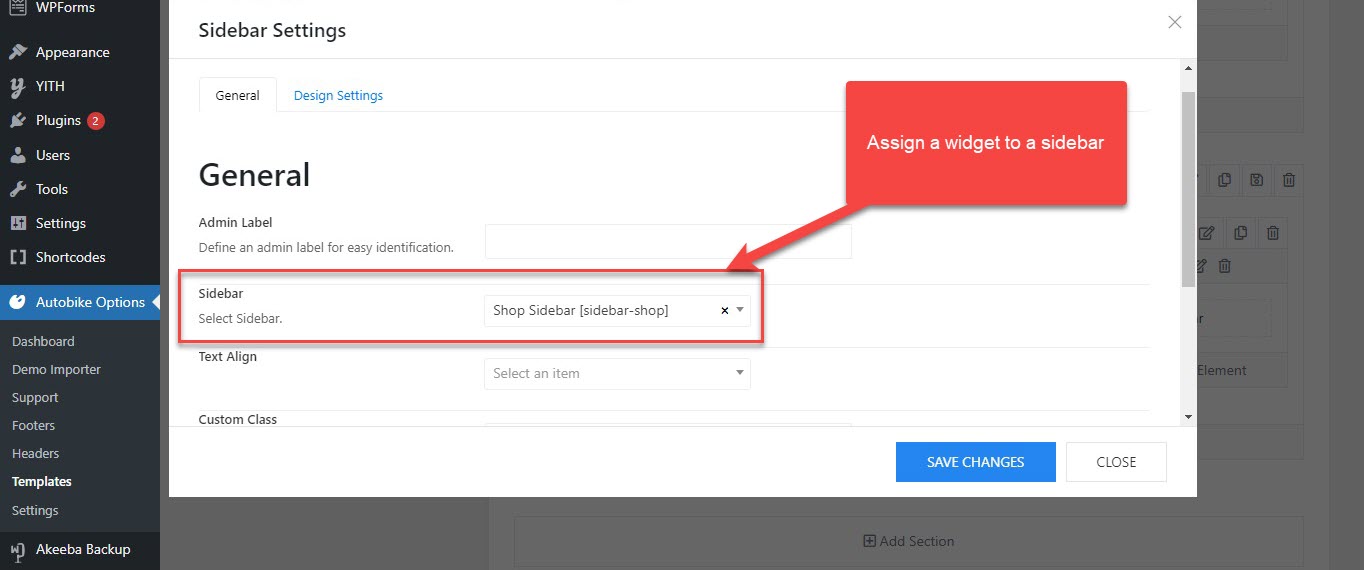 WPForms
Appearance
YITH
Plugins 2
Users
Tools
Settings
Shortcodes
Autobike Options
Dashboard
Demo Importer
Support
Footers
Headers
Templates
Settings
Akeeba Backup
Sidebar Settings
General Design Settings
Assign a widget to a sidebar
General
Admin Label
Define an admin label for easy identification.
Sidebar
Select Sidebar.
Shop Sidebar [sidebar-shop]
Text Align
Select an item
Custom Class
SAVE CHANGES CLOSE
Element
Add Section